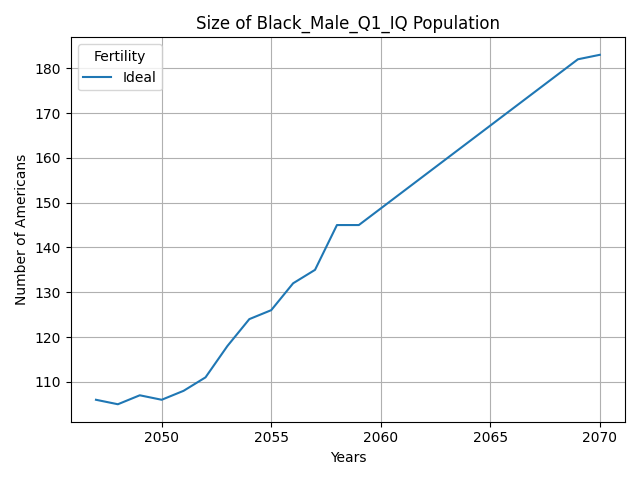 Size of Black_Male_Q1_IQ Population
Fertility
Ideal
Number of Americans
180
170
160
150
140
130
120
110
2050
2055
2060
2065
2070
Years